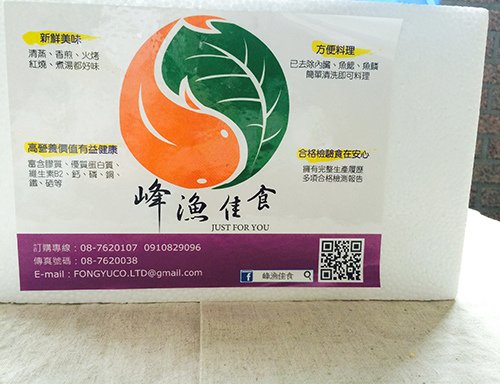 新鮮美味
清蒸、香煎、火烤
紅燒、煮湯都好味
方便料理
已去除內臟、魚鰓、魚鱗
簡單清洗即可料理
高營養價值有益健康
富含膠質、優質蛋白質、
維生素B2、鈣、磷、銅、
鐵、硒等
合格檢驗食在安心
擁有完整生產履歷
多項合格檢測報告
峰漁佳食
JUST FOR YOU
訂購專線：08-7620107 0910829096
傳真號碼：08-7620038
E-mail：FONGYUCO.LTD@gmail.com
f 峰漁佳食